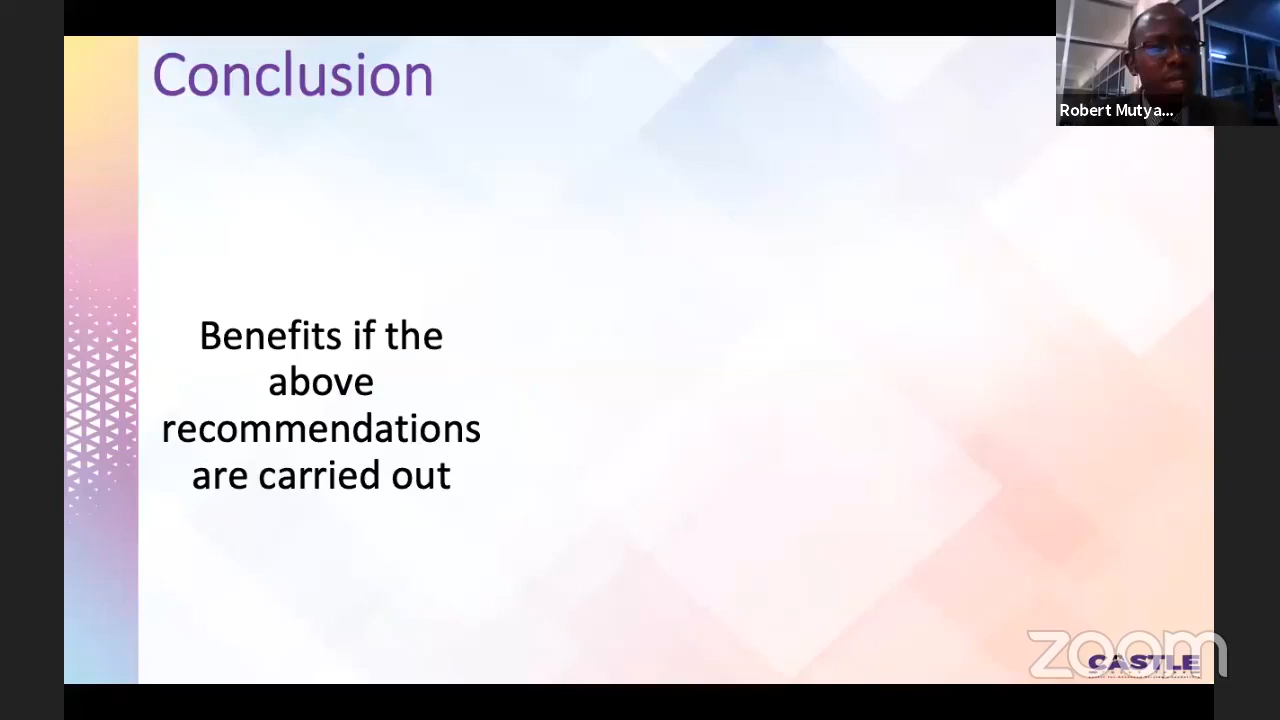 Conclusion
Robert Mutya...
Benefits if the
above
recommendations
are carried out
zoom
CASTLE